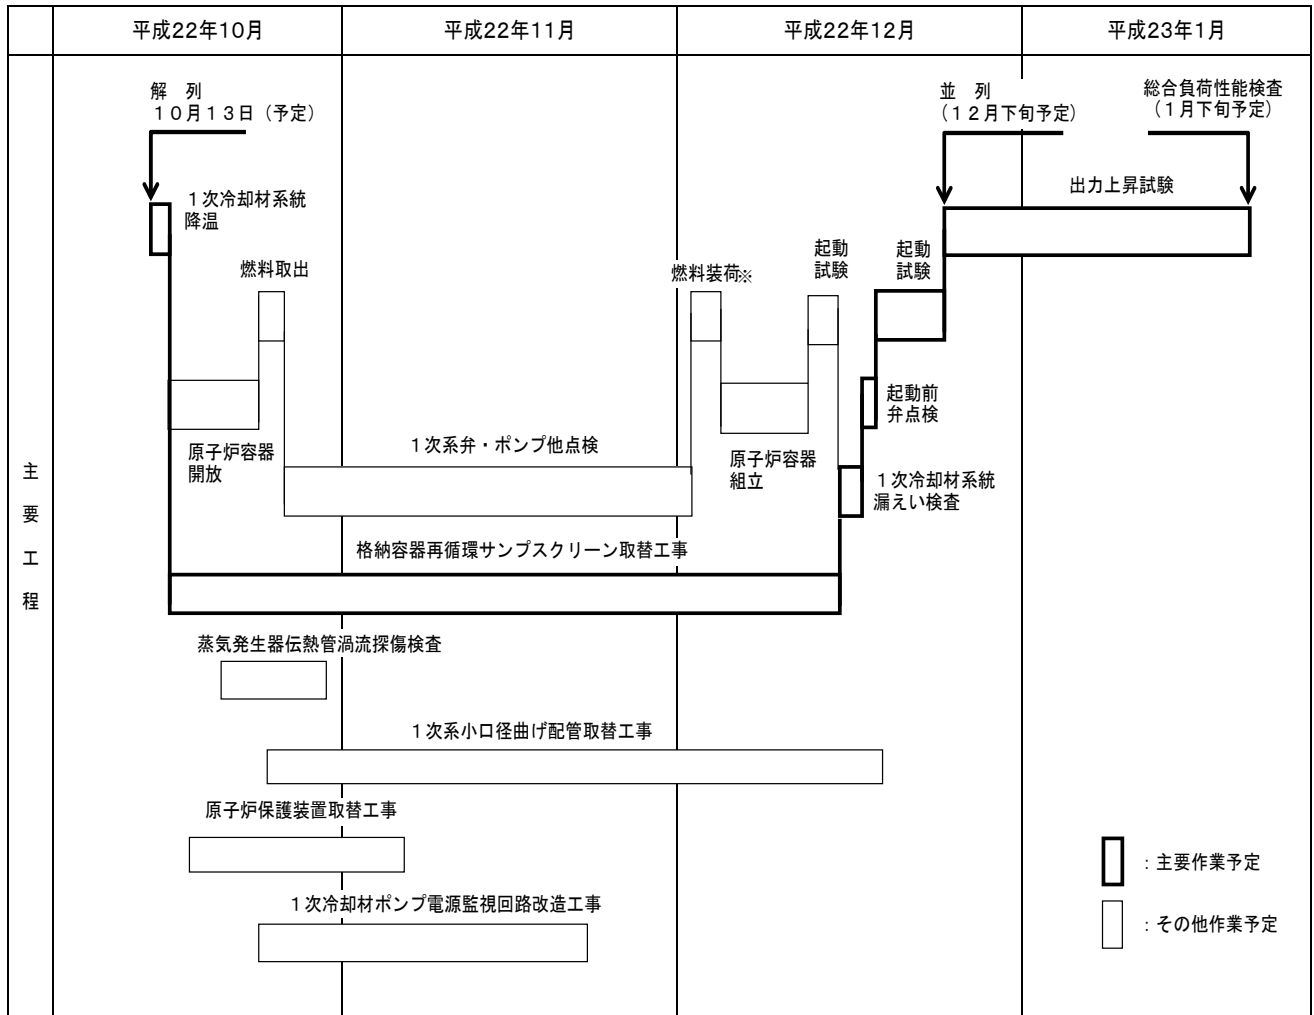 平成22年10月
平成22年11月
平成22年12月
平成23年1月
主要工程
解 列
10月13日(予定)
並 列
(12月下旬予定)
総合負荷性能検査
(1月下旬予定)
出力上昇試験
1次冷却材系統
降温
燃料取出
燃料装荷※
起動
試験
起動
試験
原子炉容器
開放
1次系弁・ポンプ他点検
原子炉容器
組立
起動前
弁点検
1次冷却材系統
漏えい検査
格納容器再循環サンプスクリーン取替工事
蒸気発生器伝熱管渦流探傷検査
1次系小口径曲げ配管取替工事
原子炉保護装置取替工事
:主要作業予定
1次冷却材ポンプ電源監視回路改造工事
:その他作業予定